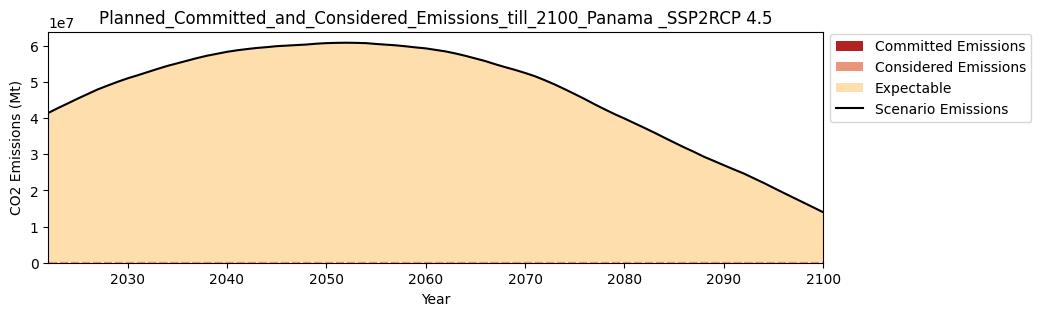 Planned_Committed_and_Considered_Emissions_till_2100_Panama _SSP2RCP 4.5
1e7
6
5
4
3
2
1
0
CO2 Emissions (Mt)
2030 2040 2050 2060 2070 2080 2090 2100
Year
Committed Emissions
Considered Emissions
Expectable
Scenario Emissions